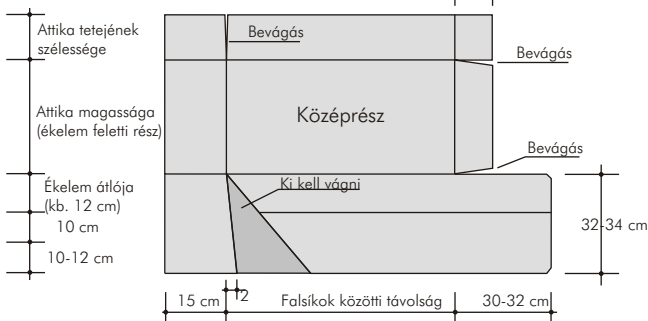 Attika tetejének
szélessége
Bevágás
Bevágás
Attika magassága
(ékelem feletti rész)
Középrész
Bevágás
Ékelem átlója
(kb. 12 cm)
Ki kell vágni
10 cm
32-34 cm
10-12 cm
15 cm
2
Falsíkok közötti távolság
30-32 cm